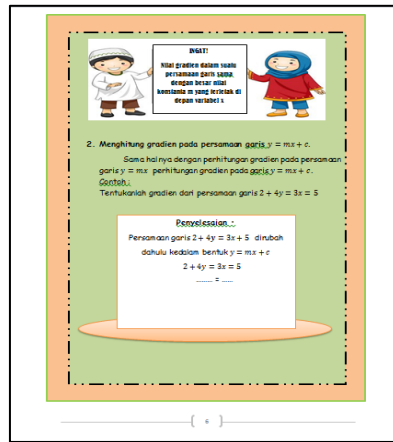 INGAT!
Nilai gradien dalam suatu
persamaan garis sama
dengan besar nilai
konstanta m yang terletak di
depan variabel x
2. Menghitung gradien pada persamaan garis y = mx + c.
Sama halnya dengan perhitungan gradien pada persamaan
garis y = mx perhitungan gradien pada garis y = mx + c.
Contoh :
Tentukanlah gradien dari persamaan garis 2 + 4y = 3x + 5
Penyelesaian :
Persamaan garis 2 + 4y = 3x + 5 dirubah
dahulu kedalam bentuk y = mx + c
2 + 4y = 3x = 5
......... = ......
6